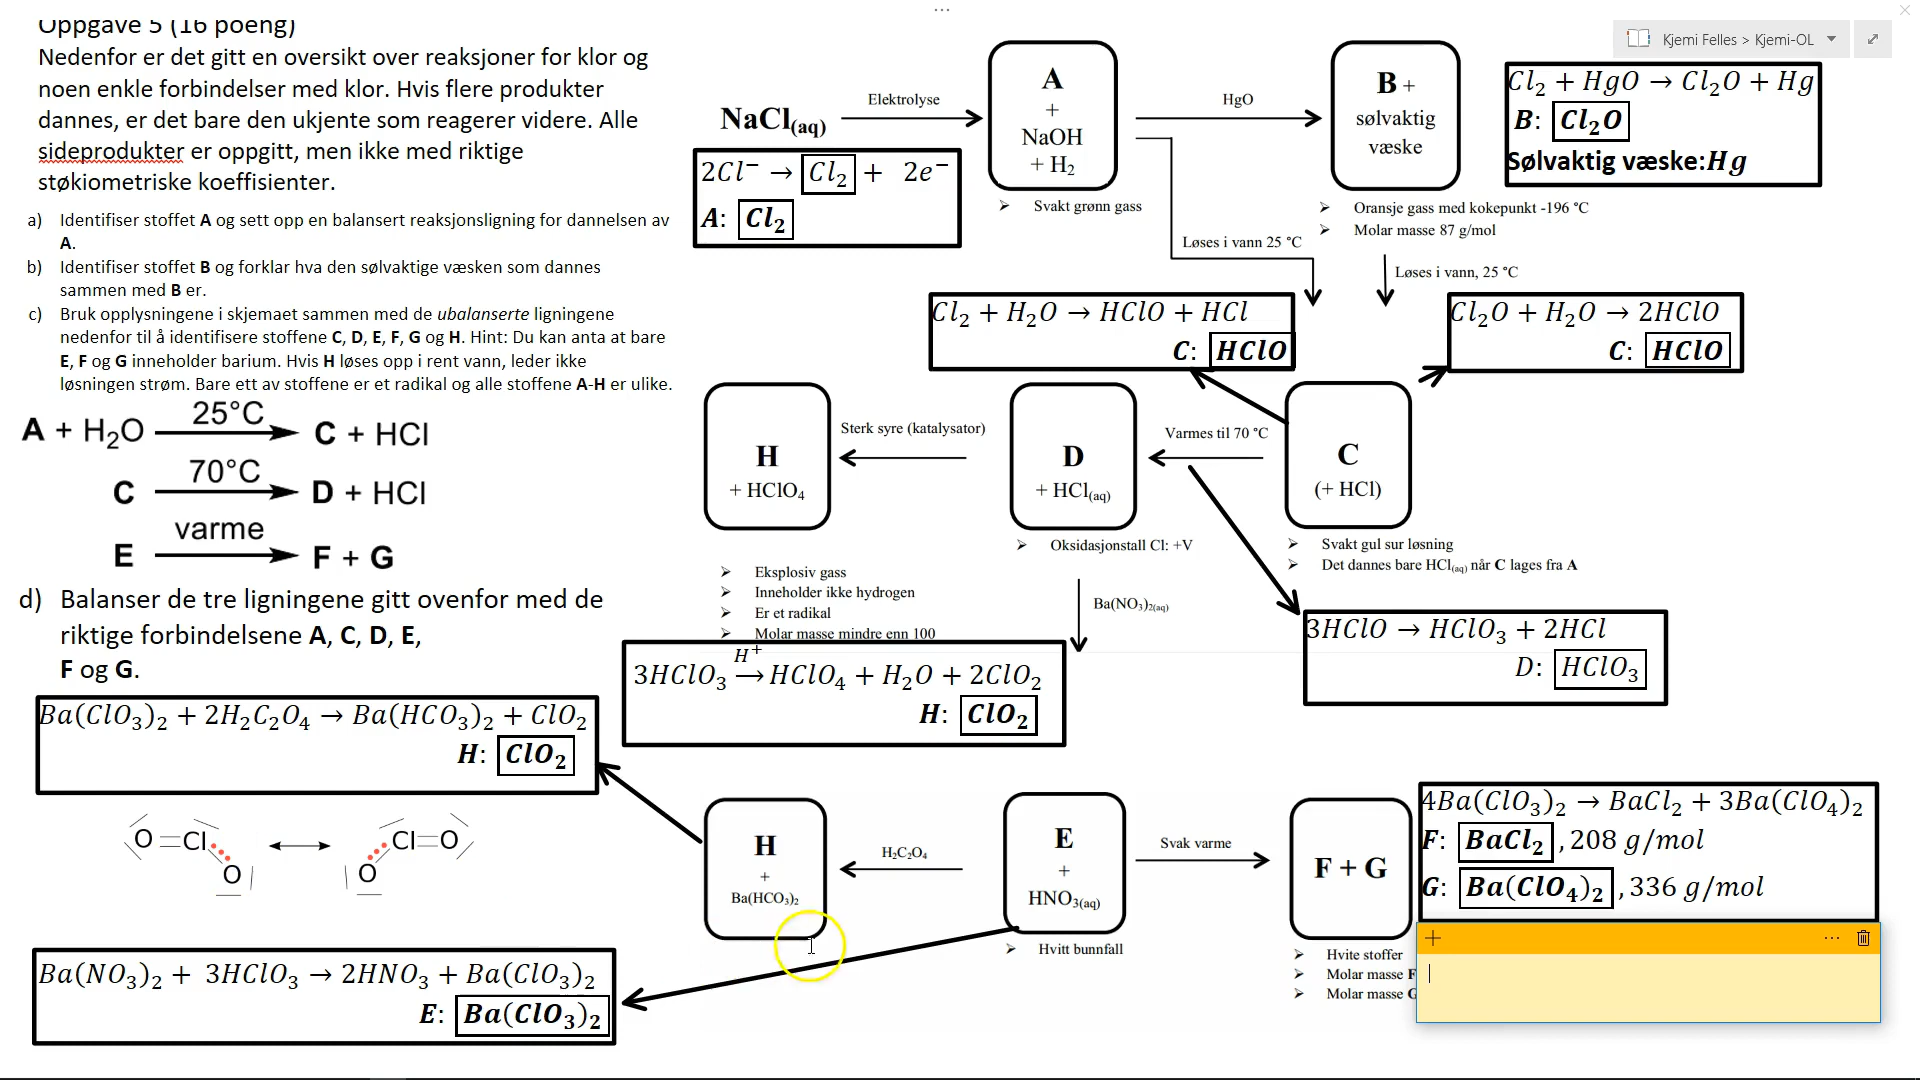 Oppgave 5 (16 poeng)
Nedenfor er det gitt en oversikt over reaksjoner for klor og
noen enkle forbindelser med klor. Hvis flere produkter
dannes, er det bare den ukjente som reagerer videre. Alle
sideprodukter er oppgitt, men ikke med riktige
støkiometriske koeffisienter.
a) Identifiser stoffet A og sett opp en balansert reaksjonsligning for dannelsen av
A.
b) Identifiser stoffet B og forklar hva den sølvaktige væsken som dannes
sammen med B er.
c) Bruk opplysningene i skjemaet sammen med de ubalanserte ligningene
nedenfor til å identifisere stoffene C, D, E, F, G og H. Hint: Du kan anta at bare
E, F og G inneholder barium. Hvis H løses opp i rent vann, leder ikke
løsningen strøm. Bare ett av stoffene er et radikal og alle stoffene A-H er ulike.
A + H₂O 25°C → C + HCl
C 70°C → D + HCl
E varme → F + G
d) Balanser de tre ligningene gitt ovenfor med de
riktige forbindelsene A, C, D, E,
F og G.
Ba(ClO₃)₂ + 2H₂C₂O₄ → Ba(HCO₃)₂ + ClO₂
H: ClO₂
O=Cl O ↔ Cl=O O
Ba(NO₃)₂ + 3HClO₃ → 2HNO₃ + Ba(ClO₃)₂
E: Ba(ClO₃)₂
...
Kjemi Felles > Kjemi-OL
NaCl(aq)
Elektrolyse
A
+
NaOH
+ H₂
HgO
B +
sølvaktig
væske
Cl₂ + HgO → Cl₂O + Hg
B: Cl₂O
Sølvaktig væske:Hg
2Cl⁻ → Cl₂ + 2e⁻
A: Cl₂
Svakt grønn gass
Oransje gass med kokepunkt -196 °C
Molar masse 87 g/mol
Løses i vann 25 °C
Løses i vann, 25 °C
Cl₂ + H₂O → HClO + HCl
C: HClO
Cl₂O + H₂O → 2HClO
C: HClO
H
+ HClO₄
Sterk syre (katalysator)
D
+ HCl(aq)
Varmes til 70 °C
C
(+ HCl)
Oksidasjonstall Cl: +V
Svakt gul sur løsning
Det dannes bare HCl(aq) når C lages fra A
Eksplosiv gass
Inneholder ikke hydrogen
Er et radikal
Molar masse mindre enn 100
Ba(NO₃)₂(aq)
3HClO₃ H⁺ → HClO₄ + H₂O + 2ClO₂
H: ClO₂
3HClO → HClO₃ + 2HCl
D: HClO₃
H
+
Ba(HCO₃)₂
H₂C₂O₄
E
+
HNO₃(aq)
Svak varme
F + G
Hvitt bunnfall
4Ba(ClO₃)₂ → BaCl₂ + 3Ba(ClO₄)₂
F: BaCl₂, 208 g/mol
G: Ba(ClO₄)₂, 336 g/mol
Hvite stoffer
Molar masse F
Molar masse G